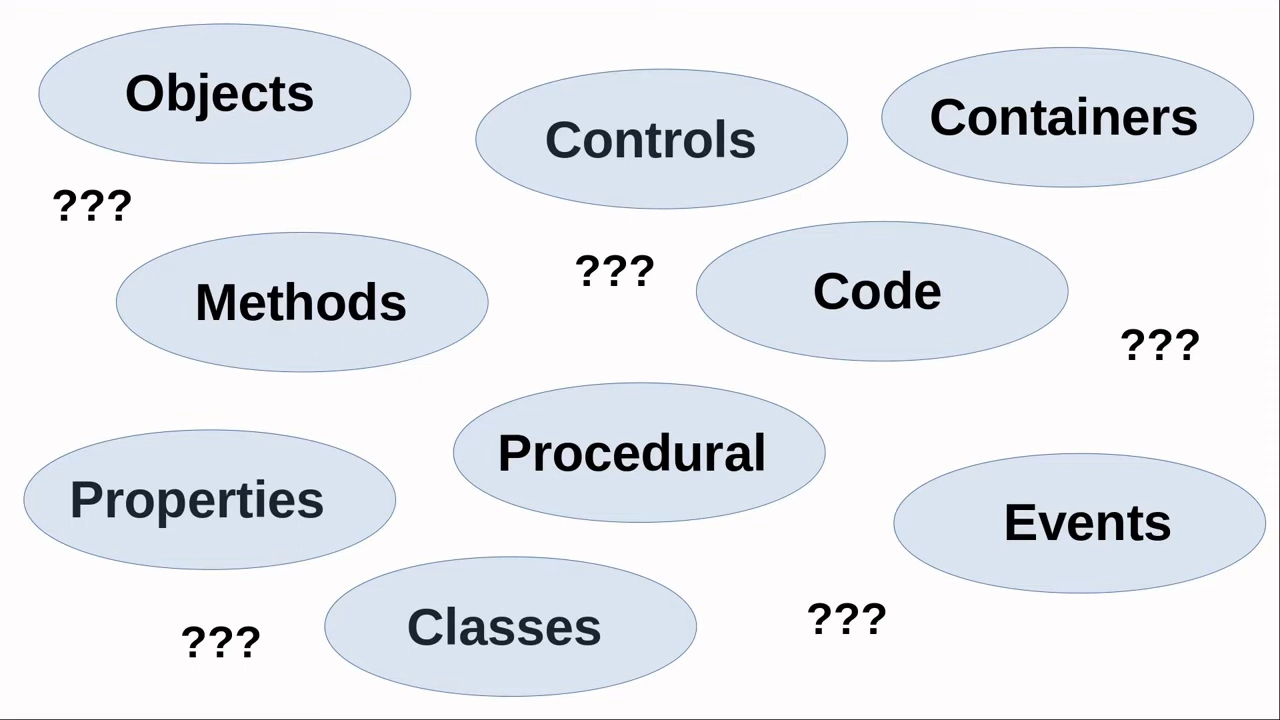 Objects
Controls
Containers
???
Methods
???
Code
???
Procedural
Properties
Events
Classes
???
???